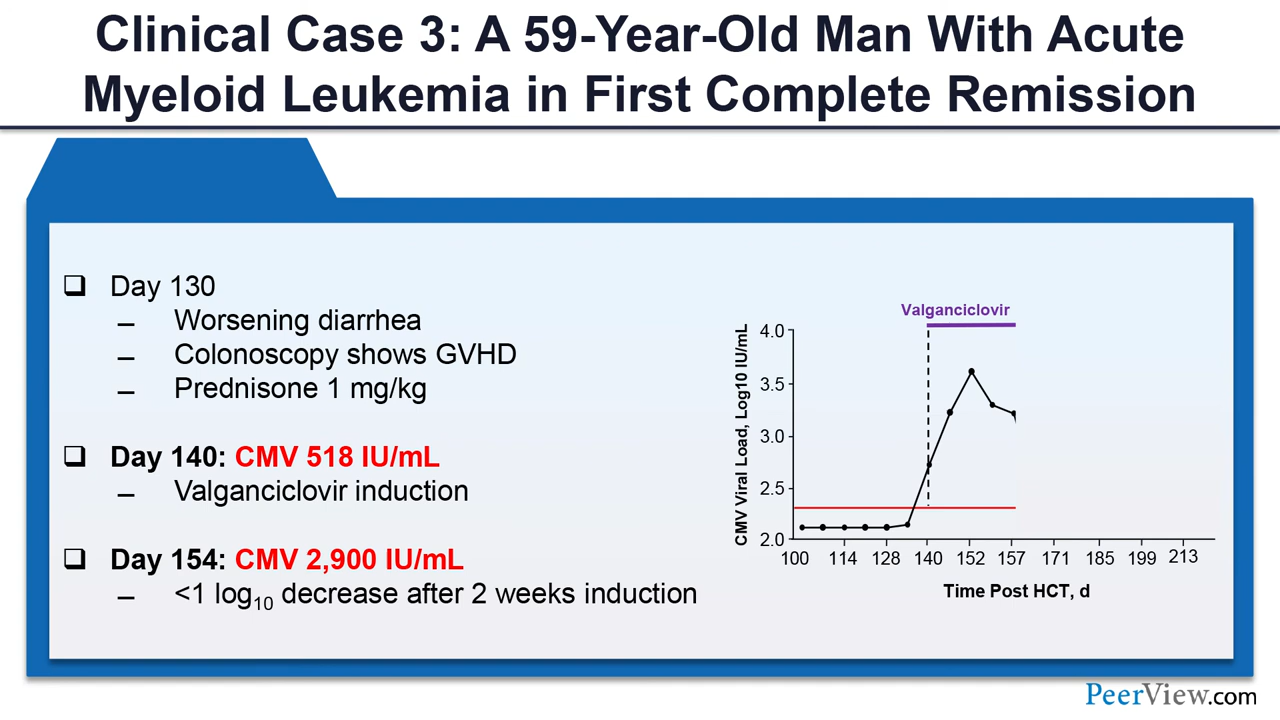 Clinical Case 3: A 59-Year-Old Man With Acute
Myeloid Leukemia in First Complete Remission
❑ Day 130
– Worsening diarrhea
– Colonoscopy shows GVHD
– Prednisone 1 mg/kg
❑ Day 140: CMV 518 IU/mL
– Valganciclovir induction
❑ Day 154: CMV 2,900 IU/mL
– <1 log10 decrease after 2 weeks induction
Valganciclovir
CMV Viral Load, Log10 IU/mL
4.0
3.5
3.0
2.5
2.0
100 114 128 140 152 157 171 185 199 213
Time Post HCT, d
PeerView.com